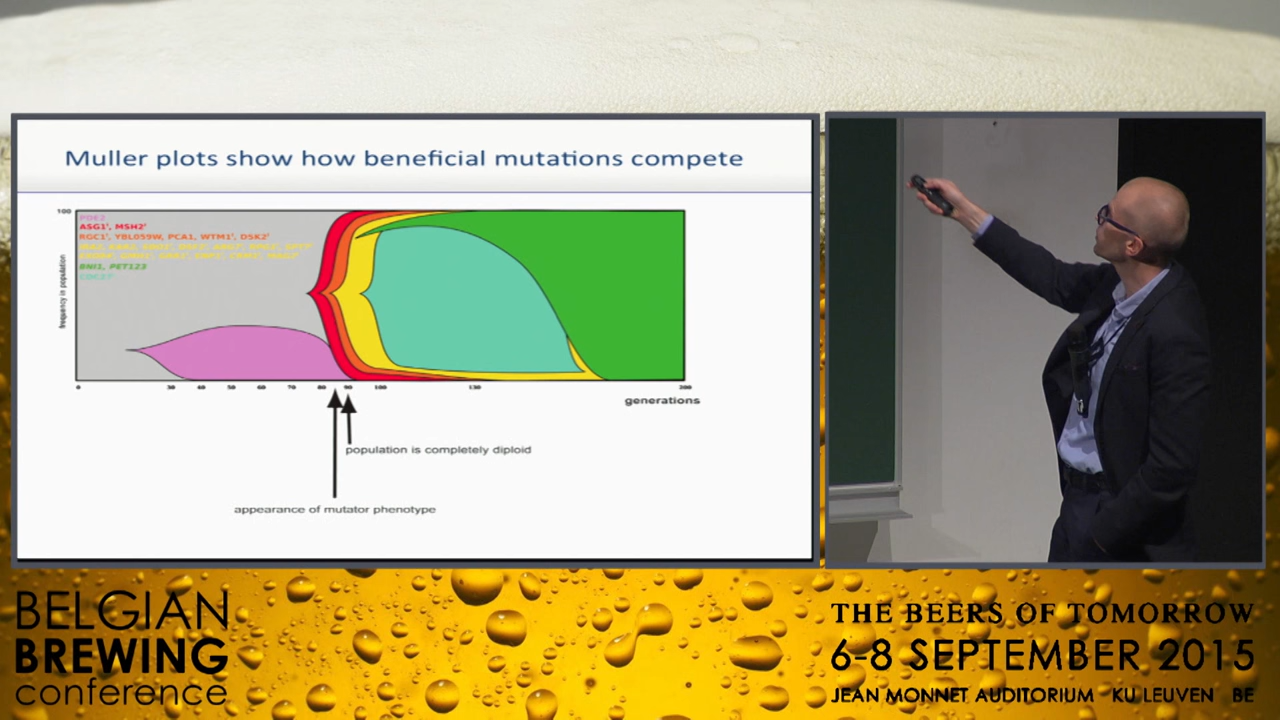 Muller plots show how beneficial mutations compete
100
PDE2
ASG1', MSH2'
RGC1', YBL059W, PCA1, WTM1', DSK2'
BNI1, PET123
frequency in population
0 30 40 50 60 70 80 90 100 130 200
generations
population is completely diploid
appearance of mutator phenotype
BELGIAN
BREWING
conference
THE BEERS OF TOMORROW
6-8 SEPTEMBER 2015
JEAN MONNET AUDITORIUM KU LEUVEN BE